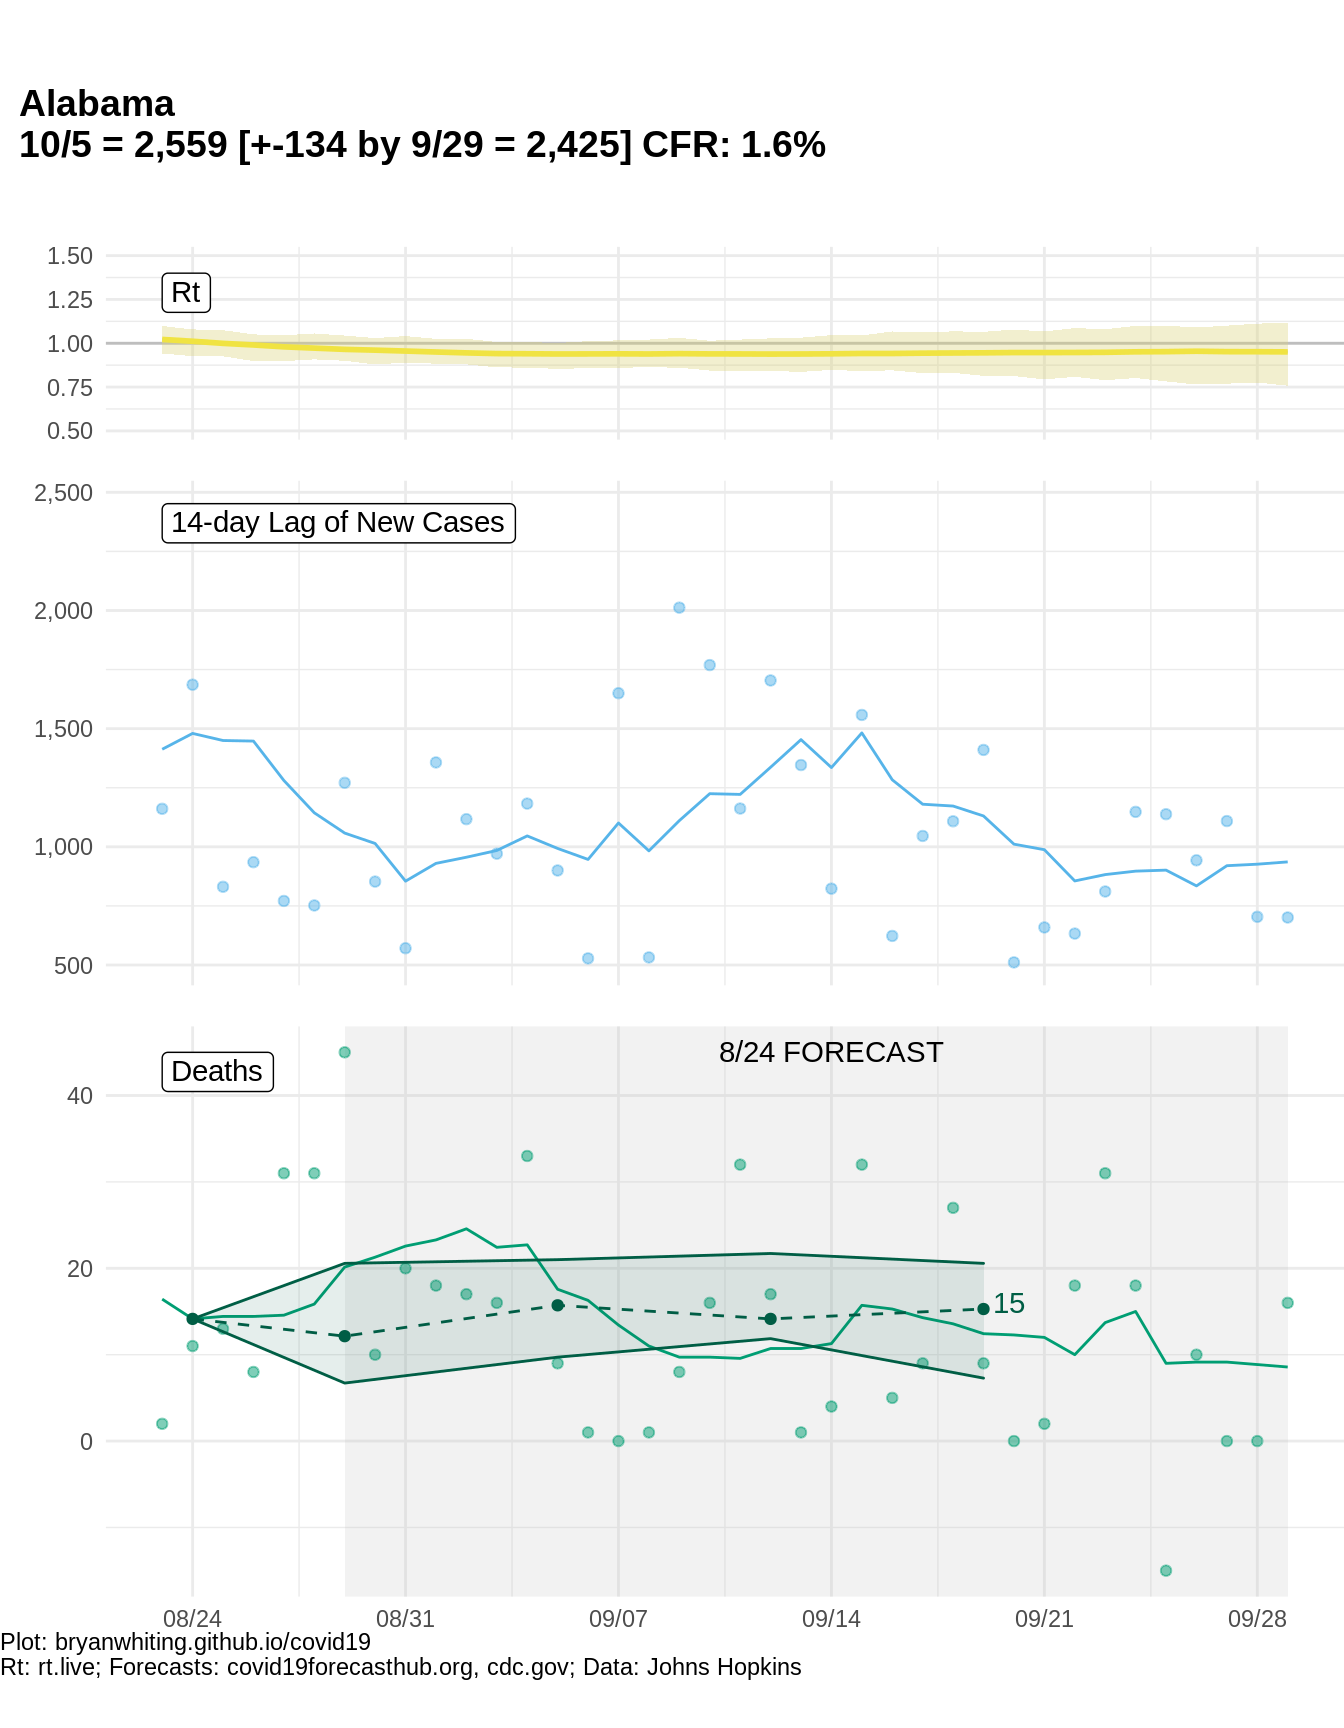 Alabama
10/5 = 2,559 [+-134 by 9/29 = 2,425] CFR: 1.6%
1.50
Rt
1.25
1.00
0.75
0.50
2,500
14-day Lag of New Cases
2,000
1,500
1,000
500
8/24 FORECAST
Deaths
40
20
15
0
08/24 08/31 09/07 09/14 09/21 09/28
Plot: bryanwhiting.github.io/covid19
Rt: rt.live; Forecasts: covid19forecasthub.org, cdc.gov; Data: Johns Hopkins